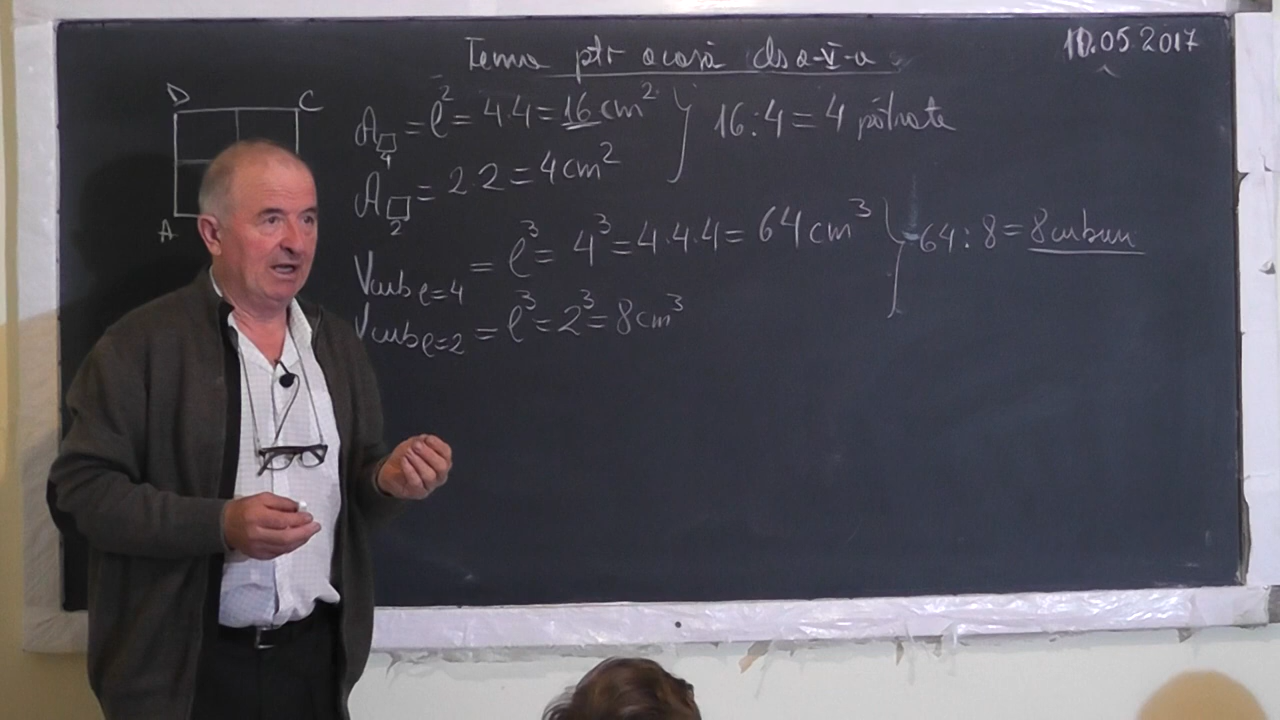 Tema ptr acasă cls a-V-a
10.05.2017
D C
A
A□4 = l² = 4·4 = 16 cm² } 16:4 = 4 pătrate
A□2 = 2·2 = 4 cm²
Vcub l=4 = l³ = 4³ = 4·4·4 = 64 cm³ } 64:8 = 8 cuburi
Vcub l=2 = l³ = 2³ = 8 cm³